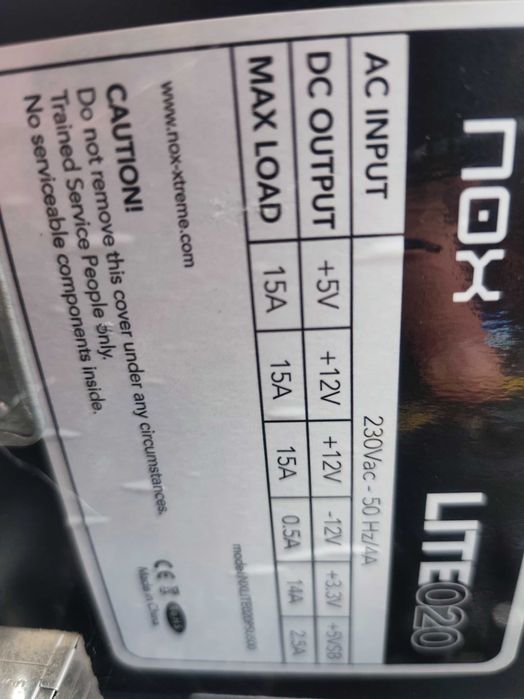 nox LITE020
AC INPUT 230Vac - 50 Hz/4A
DC OUTPUT +5V +12V +12V -12V +3.3V +5VSB
MAX LOAD 15A 15A 15A 0.5A 14A 2.5A
www.nox-xtreme.com
CAUTION!
Do not remove this cover under any circumstances.
Trained Service People only.
No serviceable components inside.
CE
Made in China